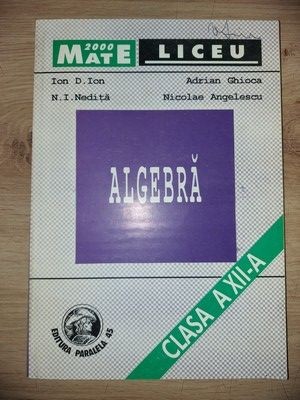 2000
MATE LICEU
Ion D.Ion Adrian Ghioca
N.I.Nediță Nicolae Angelescu
ALGEBRĂ
CLASA A XII-A
EDITURA PARALELA 45